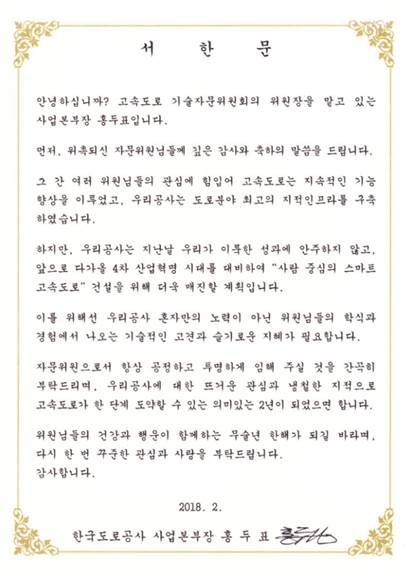 서 한 문
안녕하십니까? 고속도로 기술자문위원회의 위원장을 맡고 있는
사업본부장 홍두표입니다.
먼저, 위촉되신 자문위원님들께 깊은 감사와 축하의 말씀을 드립니다.
그 간 여러 위원님들의 관심에 힘입어 고속도로는 지속적인 기능
향상을 이룩었고, 우리공사는 도로분야 최고의 지적인프라를 구축
하였습니다.
하지만, 우리공사는 지난날 우리가 이룩한 성과에 안주하지 않고,
앞으로 다가올 4차 산업혁명 시대를 대비하여 "사람 중심의 스마트
고속도로" 건설을 위해 더욱 매진할 계획입니다.
이를 위해선 우리공사 혼자만의 노력이 아닌 위원님들의 학식과
경험에서 나오는 기술적인 고견과 슬기로운 지혜가 필요합니다.
자문위원으로서 항상 공정하고 투명하게 임해 주실 것을 간곡히
부탁드리며, 우리공사에 대한 뜨거운 관심과 냉철한 지적으로
고속도로가 한 단계 도약할 수 있는 의미있는 2년이 되었으면 합니다.
위원님들의 건강과 행운이 함께하는 무술년 한해가 되길 바라며,
다시 한 번 꾸준한 관심과 사랑을 부탁드립니다.
감사합니다.
2018. 2.
한국도로공사 사업본부장 홍 두 표